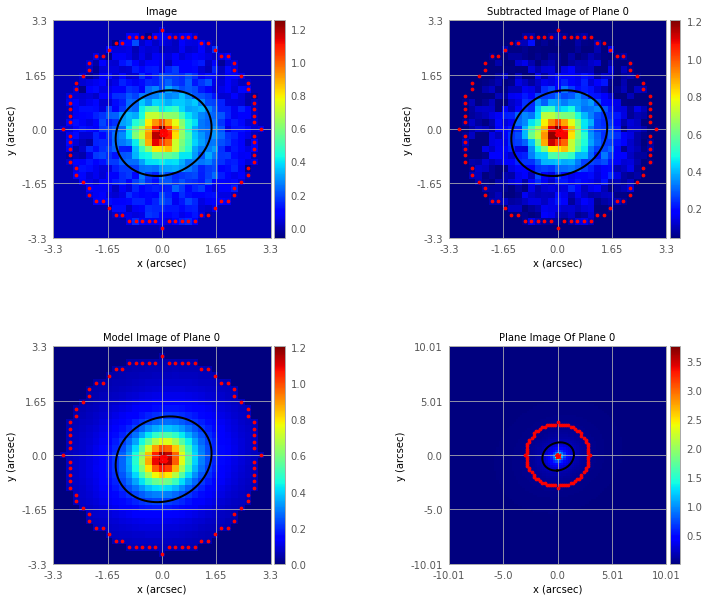 Image
Subtracted Image of Plane 0
3.3
1.65
0.0
-1.65
-3.3
y (arcsec)
-3.3 -1.65 0.0 1.65 3.3
x (arcsec)
1.2
1.0
0.8
0.6
0.4
0.2
0.0
3.3
1.65
0.0
-1.65
-3.3
y (arcsec)
-3.3 -1.65 0.0 1.65 3.3
x (arcsec)
1.2
1.0
0.8
0.6
0.4
0.2
Model Image of Plane 0
Plane Image Of Plane 0
3.3
1.65
0.0
-1.65
-3.3
y (arcsec)
-3.3 -1.65 0.0 1.65 3.3
x (arcsec)
1.2
1.0
0.8
0.6
0.4
0.2
0.0
10.01
5.01
0.0
-5.0
-10.01
y (arcsec)
-10.01 -5.0 0.0 5.01 10.01
x (arcsec)
3.5
3.0
2.5
2.0
1.5
1.0
0.5